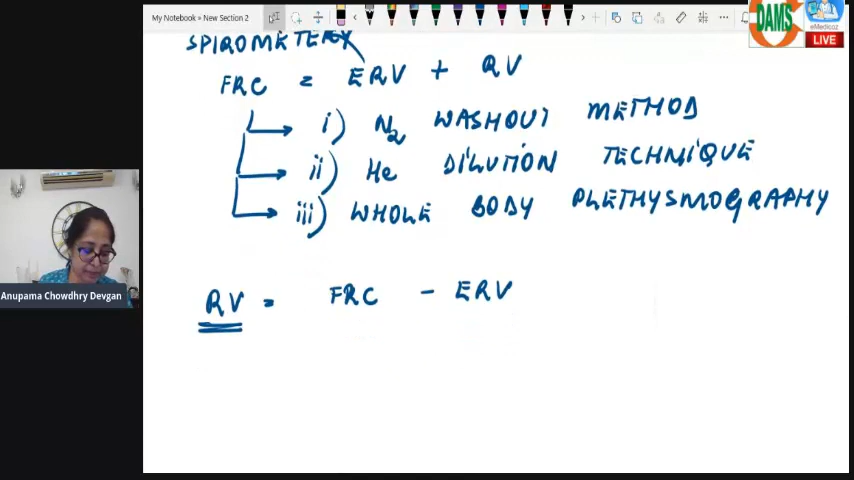 My Notebook > New Section 2
DAMS
eMedicoz
LIVE
SPIROMETERY
FRC = ERV + RV
i) N2 WASHOUT METHOD
ii) He DILUTION TECHNIQUE
iii) WHOLE BODY PLETHYSMOGRAPHY
Anupama Chowdhry Devgan
RV = FRC - ERV